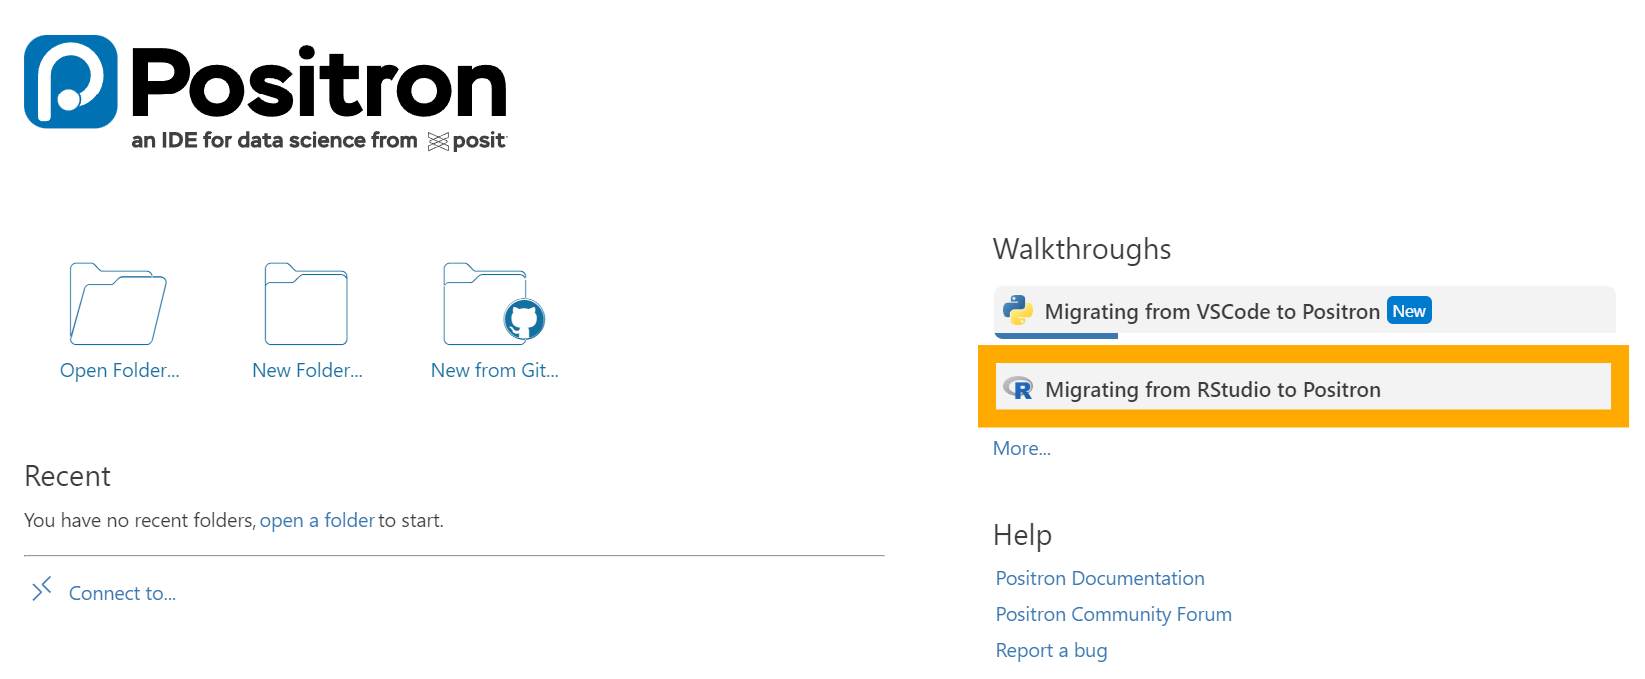 Positron
an IDE for data science from posit
Open Folder...
New Folder...
New from Git...
Recent
You have no recent folders, open a folder to start.
Connect to...
Walkthroughs
Migrating from VSCode to Positron New
Migrating from RStudio to Positron
More...
Help
Positron Documentation
Positron Community Forum
Report a bug